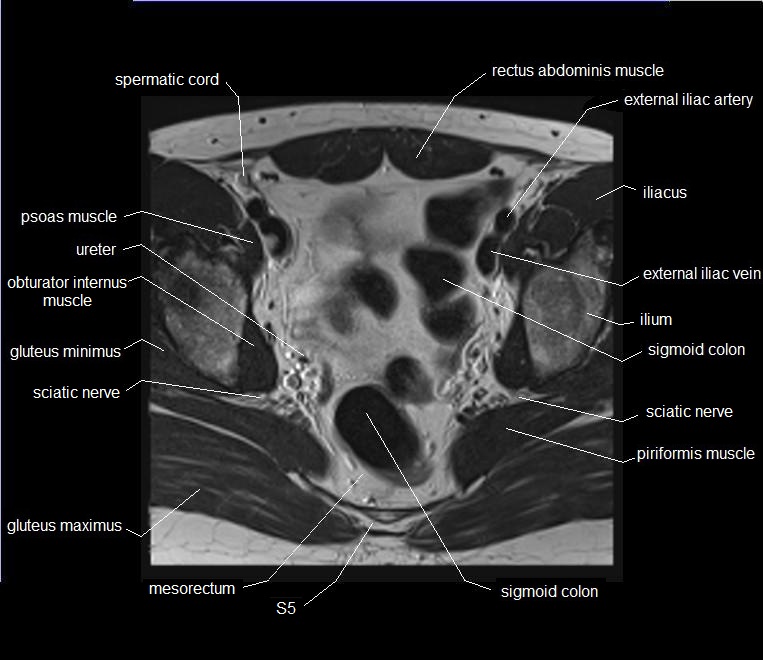 spermatic cord
rectus abdominis muscle
external iliac artery
iliacus
psoas muscle
ureter
obturator internus
muscle
external iliac vein
ilium
gluteus minimus
sigmoid colon
sciatic nerve
sciatic nerve
piriformis muscle
gluteus maximus
mesorectum
S5
sigmoid colon